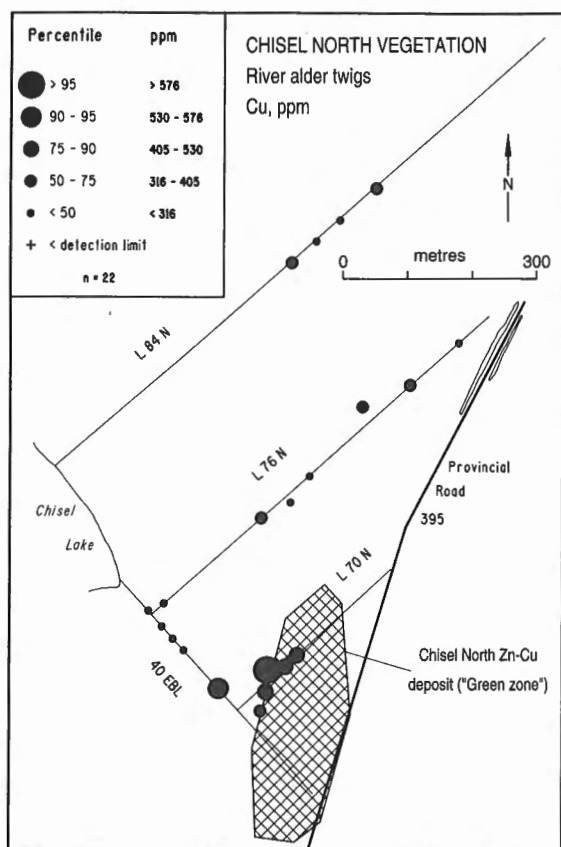 Percentile ppm
> 95 > 576
90 - 95 530 - 576
75 - 90 405 - 530
50 - 75 316 - 405
< 50 < 316
+ < detection limit
n = 22
CHISEL NORTH VEGETATION
River alder twigs
Cu, ppm
N
metres
0 300
L 84 N
L 76 N
Chisel
Lake
Provincial
Road
395
L 70 N
40 EBL
Chisel North Zn-Cu
deposit ("Green zone")